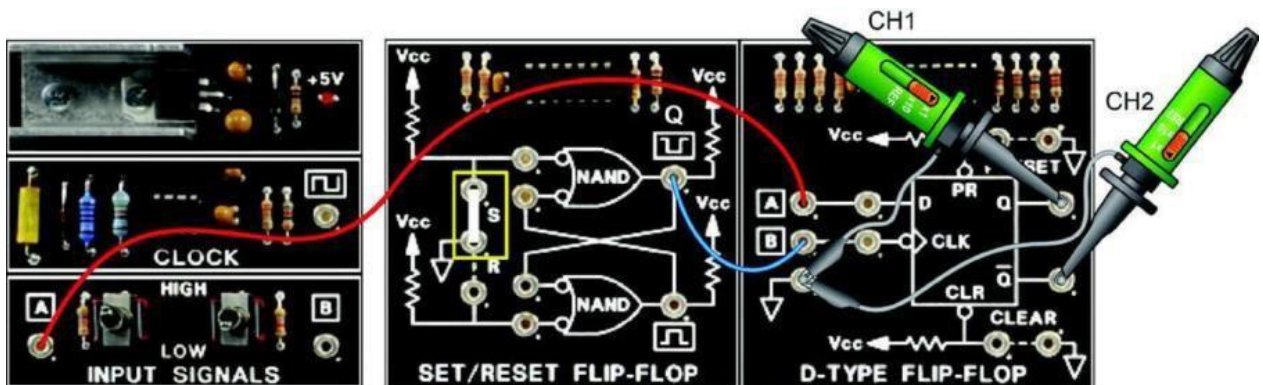 CH1
CH2
+5V
CLOCK
A
HIGH
B
LOW
INPUT SIGNALS
Vcc
Vcc
Q
NAND
S
Vcc
Vcc
R
NAND
SET/RESET FLIP-FLOP
Vcc
PR
A
D
Q
B
CLK
Q
CLR
CLEAR
Vcc
D-TYPE FLIP-FLOP